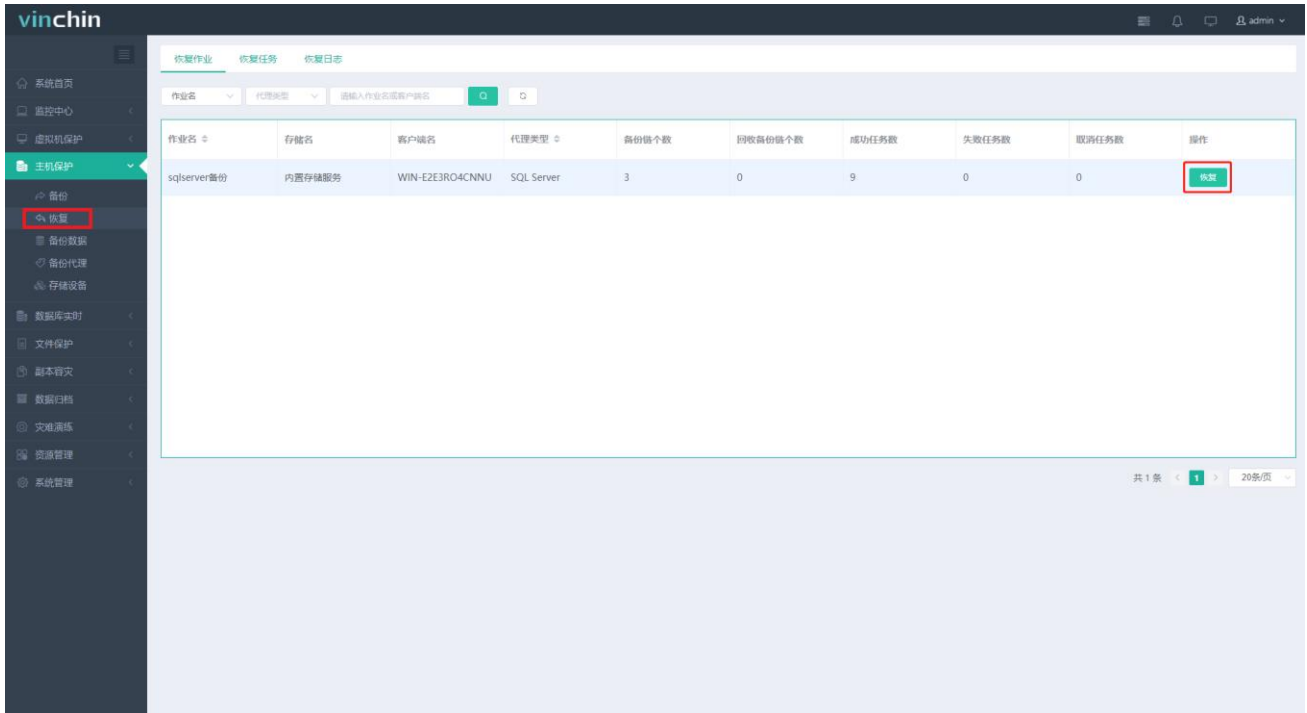 vinchin
admin
系统首页
监控中心
虚拟机保护
主机保护
备份
恢复
备份数据
备份代理
存储设备
数据库实时
文件保护
副本容灾
数据归档
灾难演练
资源管理
系统管理
恢复作业 恢复任务 恢复日志
作业名 代理类型 请输入作业名或客户端名
作业名 存储名 客户端名 代理类型 备份链个数 回收备份链个数 成功任务数 失败任务数 取消任务数 操作
sqlserver备份 内置存储服务 WIN-E2E3RO4CNNU SQL Server 3 0 9 0 0 恢复
共 1 条 1 20条/页